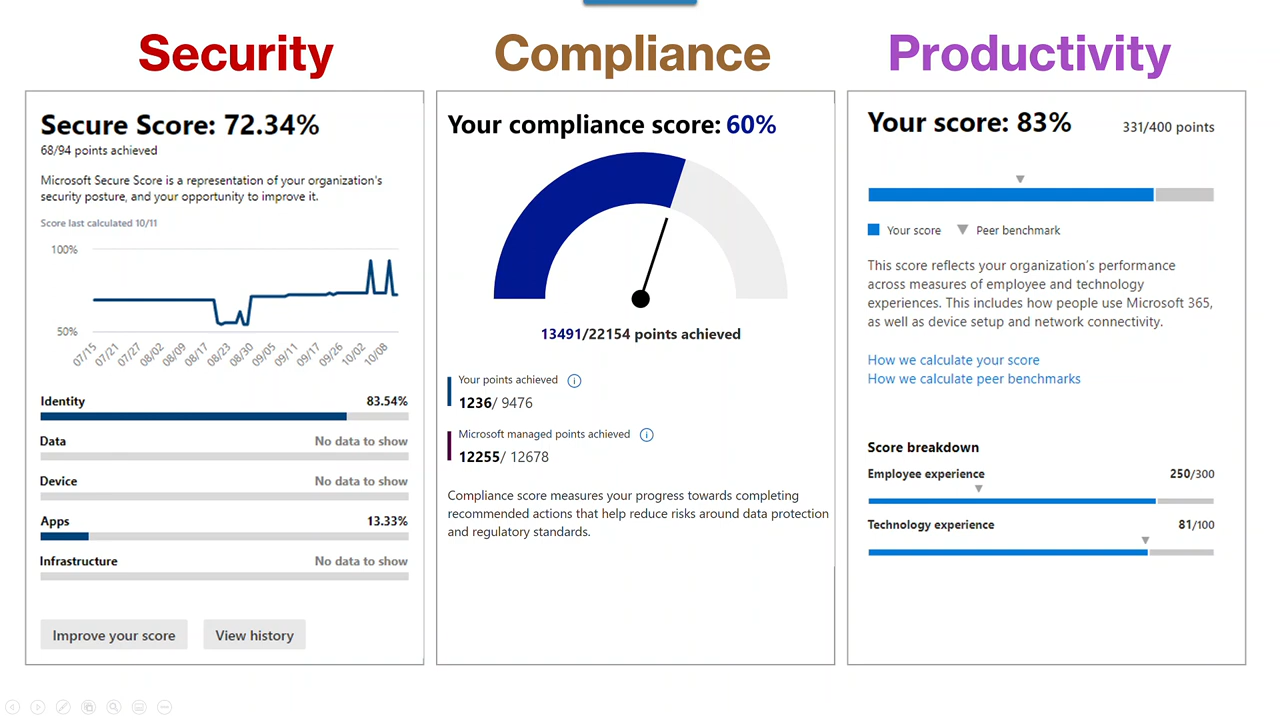 Security
Compliance
Productivity
Secure Score: 72.34%
68/94 points achieved
Microsoft Secure Score is a representation of your organization's
security posture, and your opportunity to improve it.
Score last calculated 10/11
100%
50%
07/15 07/21 07/27 08/02 08/09 08/17 08/23 08/30 09/05 09/11 09/17 09/26 10/02 10/08
Identity 83.54%
Data No data to show
Device No data to show
Apps 13.33%
Infrastructure No data to show
Improve your score View history
Your compliance score: 60%
13491/22154 points achieved
Your points achieved
1236/ 9476
Microsoft managed points achieved
12255/ 12678
Compliance score measures your progress towards completing
recommended actions that help reduce risks around data protection
and regulatory standards.
Your score: 83% 331/400 points
Your score Peer benchmark
This score reflects your organization's performance
across measures of employee and technology
experiences. This includes how people use Microsoft 365,
as well as device setup and network connectivity.
How we calculate your score
How we calculate peer benchmarks
Score breakdown
Employee experience 250/300
Technology experience 81/100